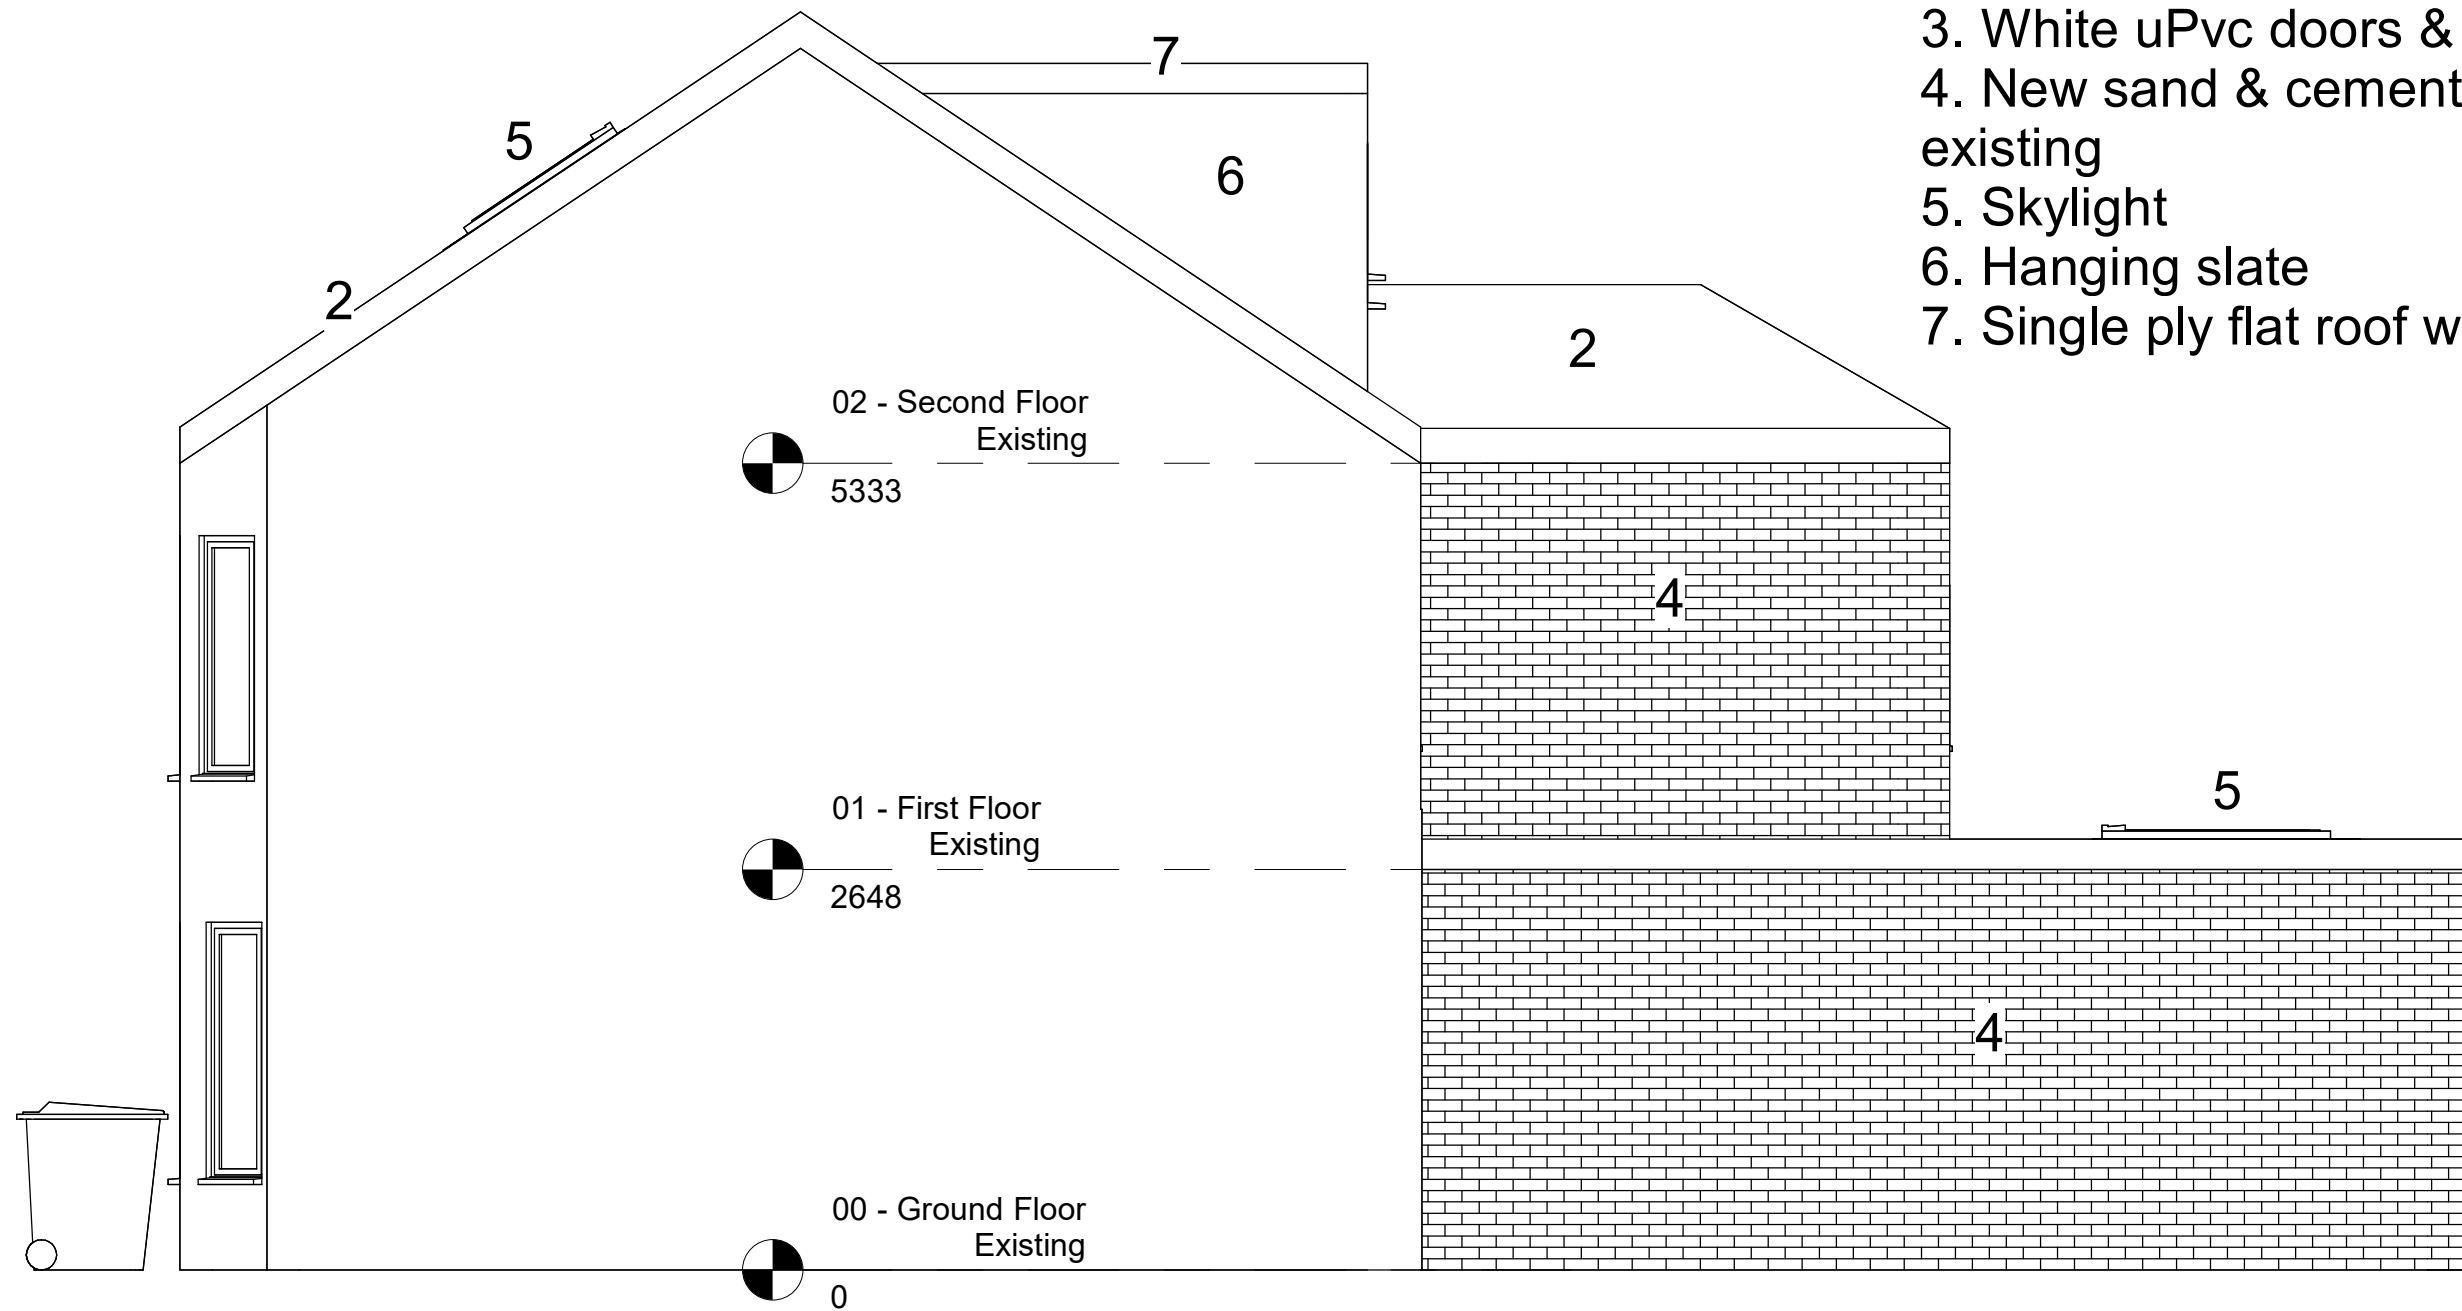 3. White uPvc doors &
4. New sand & cement
existing
5. Skylight
6. Hanging slate
7. Single ply flat roof w
7
5
6
2
2
02 - Second Floor
Existing
5333
4
01 - First Floor
Existing
2648
5
4
00 - Ground Floor
Existing
0